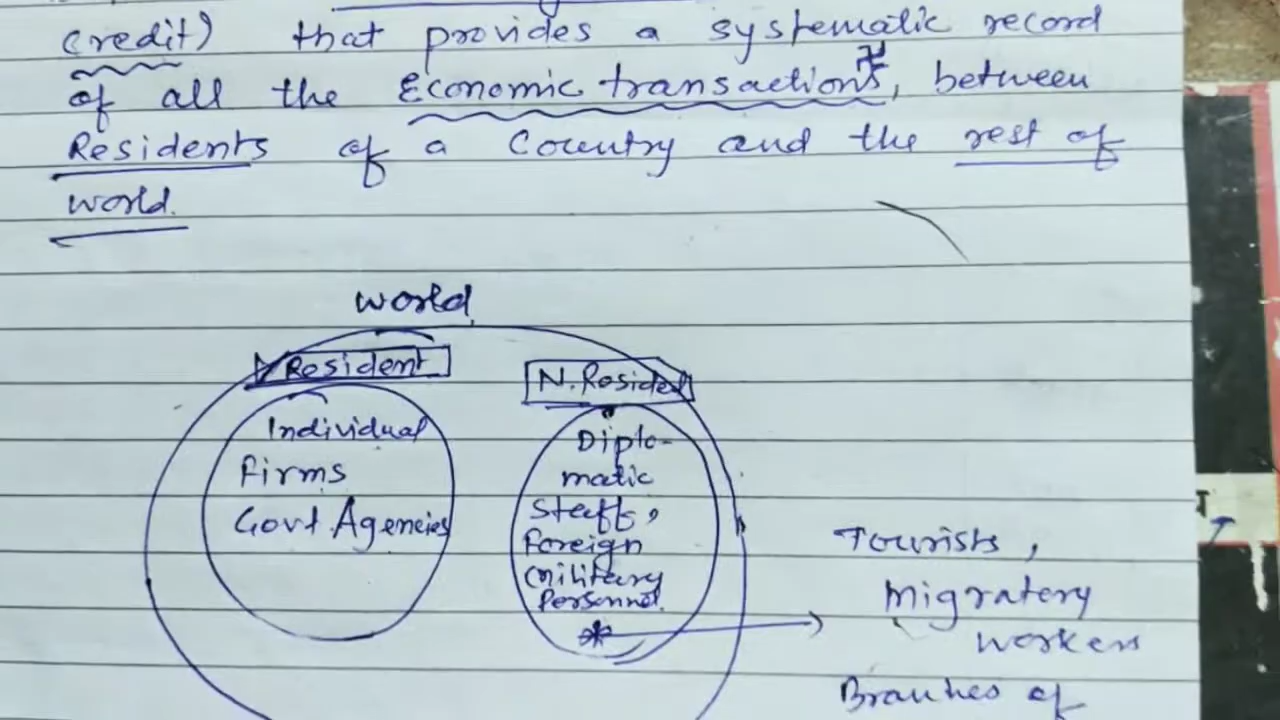 credit) that provides a systematic record
of all the Economic transactions, between
Residents of a Country and the rest of
world.
world
Resident
N. Resident
Individual
Firms
Govt Agencies
Diplo-
matic
Staffs,
Foreign
military
Personnel
*
Tourists,
Migratory
workers
Branches of